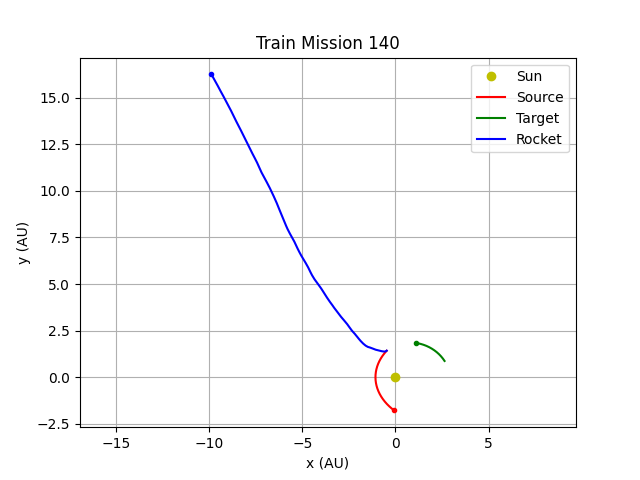 Train Mission 140
Sun
Source
Target
Rocket
15.0
12.5
10.0
7.5
5.0
2.5
0.0
−2.5
y (AU)
−15
−10
−5
0
5
x (AU)